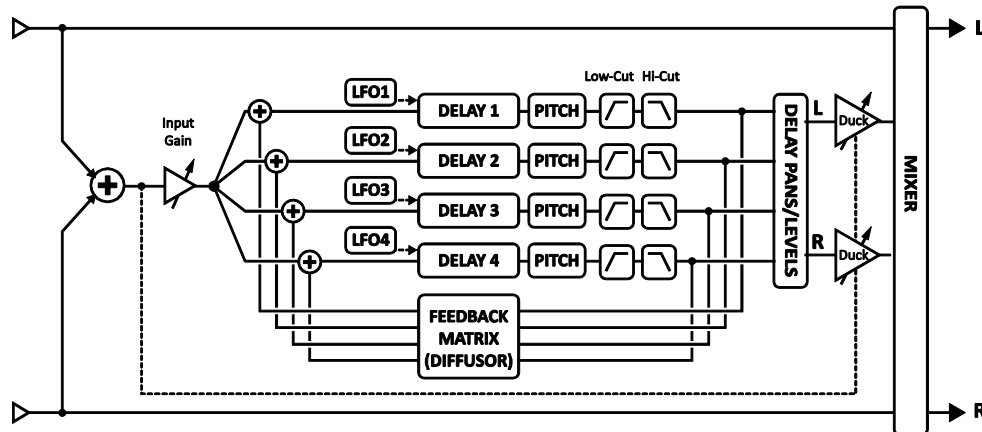 L
Low-Cut
Hi-Cut
LFO1
DELAY 1
PITCH
Input
Gain
LFO2
DELAY 2
PITCH
LFO3
DELAY 3
PITCH
LFO4
DELAY 4
PITCH
DELAY PANS/LEVELS
L
Duck
R
Duck
MIXER
FEEDBACK
MATRIX
(DIFFUSOR)
R